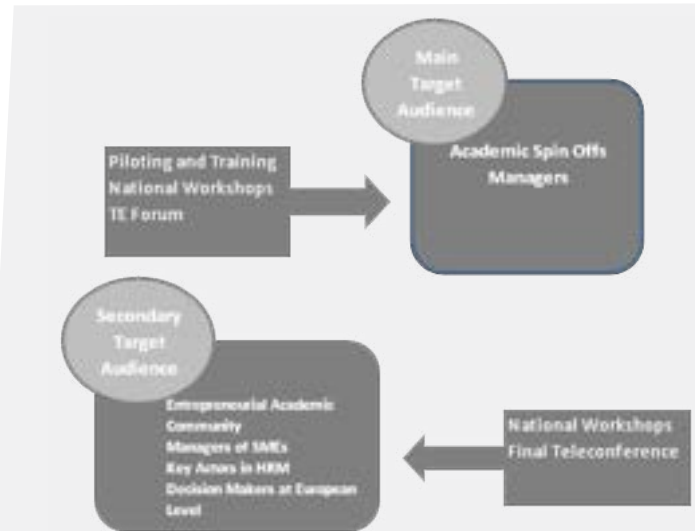 Main
Target
Audience
Academic Spin Offs
Managers
Piloting and Training
National Workshops
TE Forum
Secondary
Target
Audience
Entrepreneurial Academic
Community
Managers of SMEs
Key Actors in HRM
Decision Makers at European
Level
National Workshops
Final Teleconference